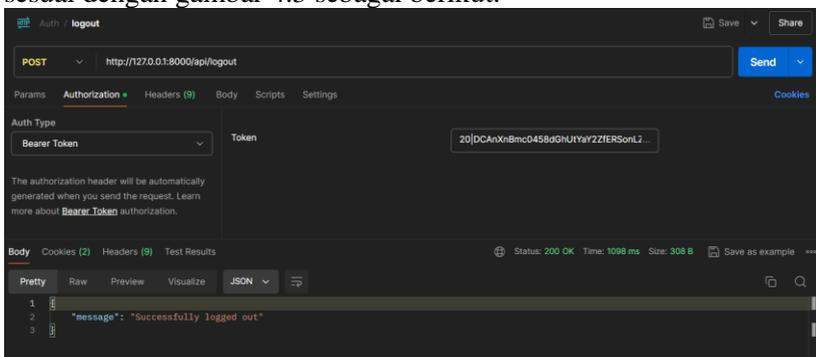 sesuai dengan gambar 4.3 sebagai berikut.
HTTP Auth / logout Save Share
POST http://127.0.0.1:8000/api/logout Send
Params Authorization Headers (9) Body Scripts Settings Cookies
Auth Type
Bearer Token Token 20|DCAnXnBmc0458dGhUtYaY2ZfERSonLZ...
The authorization header will be automatically
generated when you send the request. Learn
more about Bearer Token authorization.
Body Cookies (2) Headers (9) Test Results Status: 200 OK Time: 1098 ms Size: 308 B Save as example
Pretty Raw Preview Visualize JSON
1 {
2 "message": "Successfully logged out"
3 }